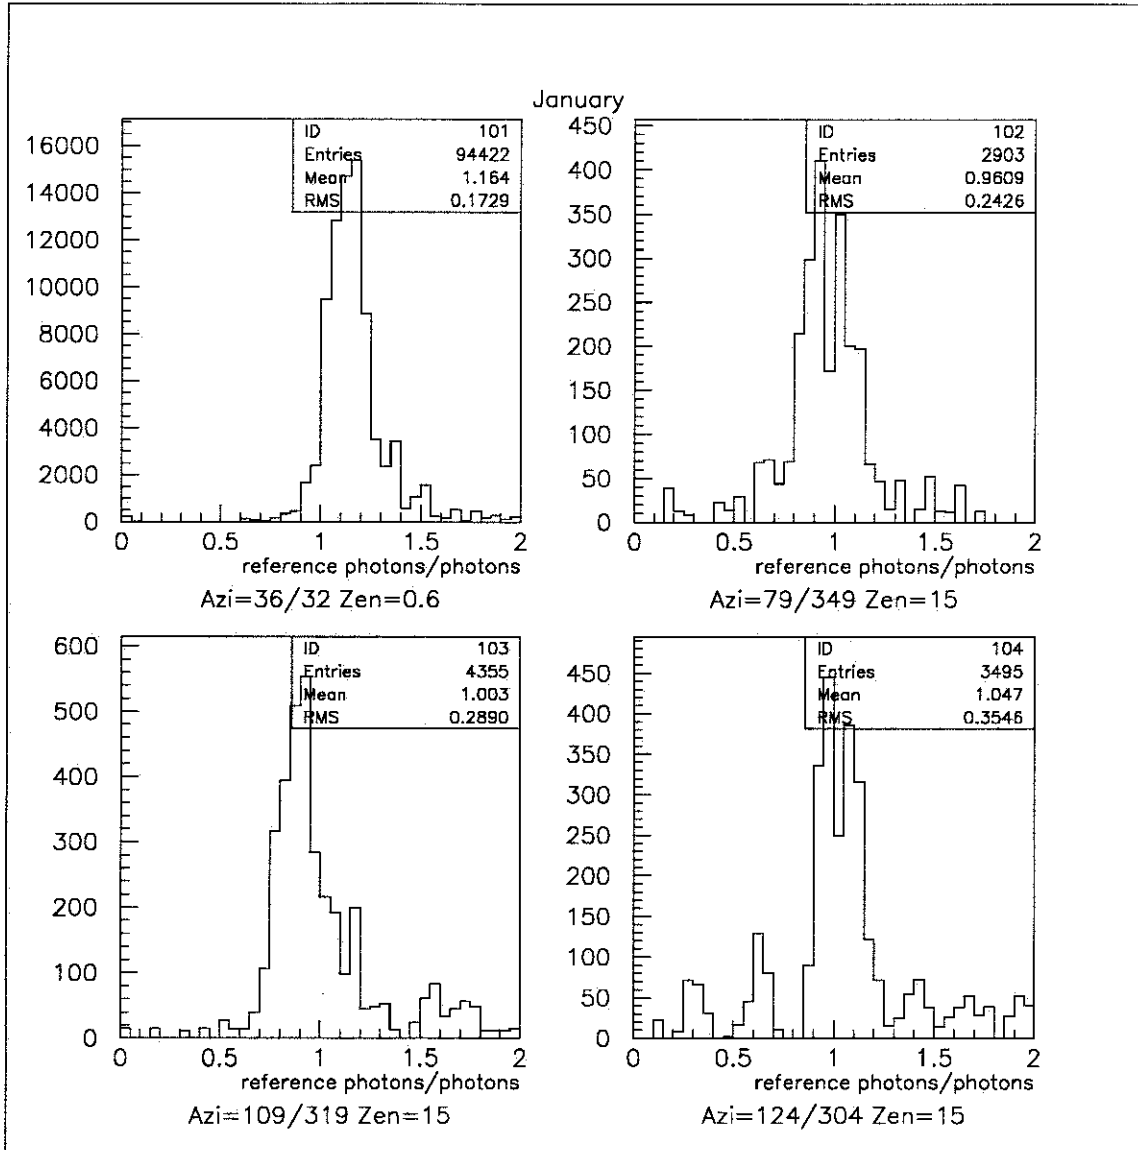 January
ID 101
Entries 94422
Mean 1.164
RMS 0.1729
16000
14000
12000
10000
8000
6000
4000
2000
0
0 0.5 1 1.5 2
reference photons/photons
Azi=36/32 Zen=0.6
ID 102
Entries 2903
Mean 0.9609
RMS 0.2426
450
400
350
300
250
200
150
100
50
0
0 0.5 1 1.5 2
reference photons/photons
Azi=79/349 Zen=15
ID 103
Entries 4355
Mean 1.003
RMS 0.2890
600
500
400
300
200
100
0
0 0.5 1 1.5 2
reference photons/photons
Azi=109/319 Zen=15
ID 104
Entries 3495
Mean 1.047
RMS 0.3546
450
400
350
300
250
200
150
100
50
0
0 0.5 1 1.5 2
reference photons/photons
Azi=124/304 Zen=15